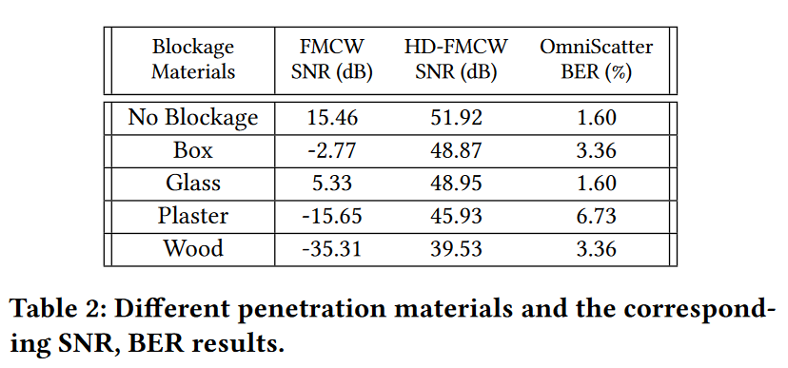 Blockage Materials FMCW SNR (dB) HD-FMCW SNR (dB) OmniScatter BER (%)
No Blockage 15.46 51.92 1.60
Box -2.77 48.87 3.36
Glass 5.33 48.95 1.60
Plaster -15.65 45.93 6.73
Wood -35.31 39.53 3.36
Table 2: Different penetration materials and the correspond-
ing SNR, BER results.